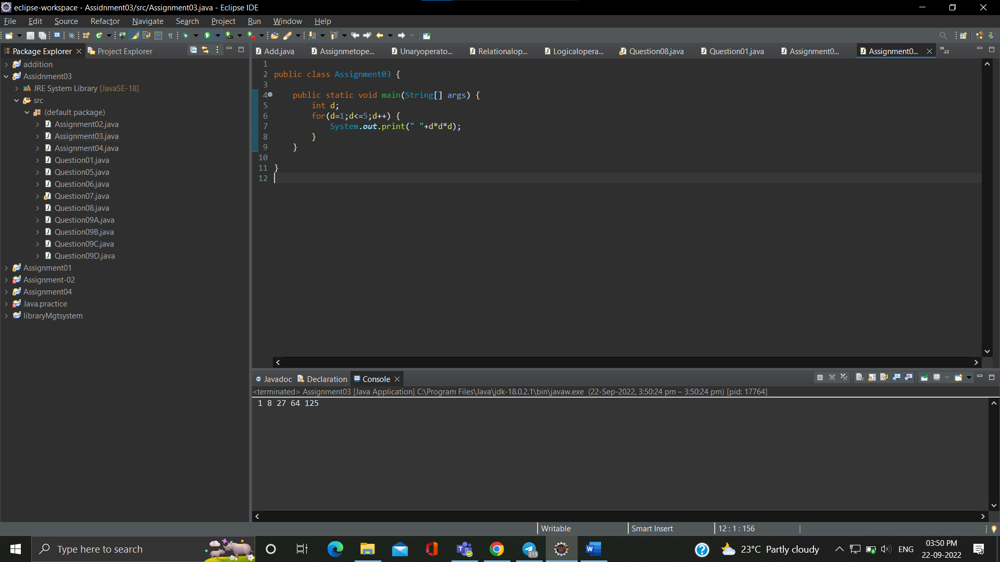 eclipse-workspace - Assidnment03/src/Assignment03.java - Eclipse IDE
File Edit Source Refactor Navigate Search Project Run Window Help
Package Explorer Project Explorer
Add.java Assignmetope... Unaryoperato... Relationalop... Logicalopera... Question08.java Question01.java Assignment0... Assignment0... »49
addition
Assidnment03
JRE System Library [JavaSE-18]
src
(default package)
Assignment02.java
Assignment03.java
Assignment04.java
Question01.java
Question05.java
Question06.java
Question07.java
Question08.java
Question09A.java
Question09B.java
Question09C.java
Question09D.java
Assignment01
Assignment-02
Assignment04
Java.practice
libraryMgtsystem
1
2 public class Assignment03 {
3
4 public static void main(String[] args) {
5 int d;
6 for(d=1;d<=5;d++) {
7 System.out.print(" "+d*d*d);
8 }
9 }
10
11 }
12
@ Javadoc Declaration Console
<terminated> Assignment03 [Java Application] C:\Program Files\Java\jdk-18.0.2.1\bin\javaw.exe (22-Sep-2022, 3:50:24 pm – 3:50:24 pm) [pid: 17764]
1 8 27 64 125
Writable Smart Insert 12 : 1 : 156
Type here to search 319 23°C Partly cloudy ENG 03:50 PM
22-09-2022